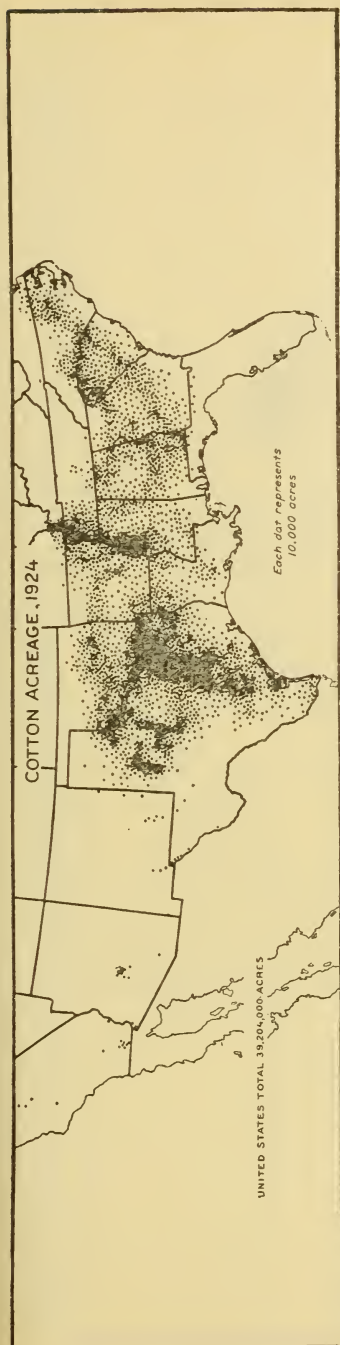 COTTON ACREAGE, 1924
Each dot represents
10,000 acres
UNITED STATES TOTAL 39,204,000 ACRES